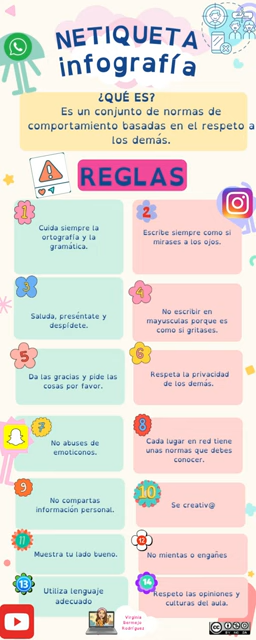 NETIQUETA
infografía
¿QUÉ ES?
Es un conjunto de normas de
comportamiento basadas en el respeto a
los demás.
REGLAS
1
Cuida siempre la
ortografía y la
gramática.
2
Escribe siempre como si
mirases a los ojos.
3
Saluda, preséntate y
despídete.
4
No escribir en
mayusculas porque es
como si gritases.
5
Da las gracias y pide las
cosas por favor.
6
Respeta la privacidad
de los demás.
7
No abuses de
emoticonos.
8
Cada lugar en red tiene
unas normas que debes
conocer.
9
No compartas
información personal.
10
Se creativ@
11
Muestra tu lado bueno.
12
No mientas o engañes
13
Utiliza lenguaje
adecuado
14
Respeto las opiniones y
culturas del aula.
Virginia
Bermejo
Rodríguez